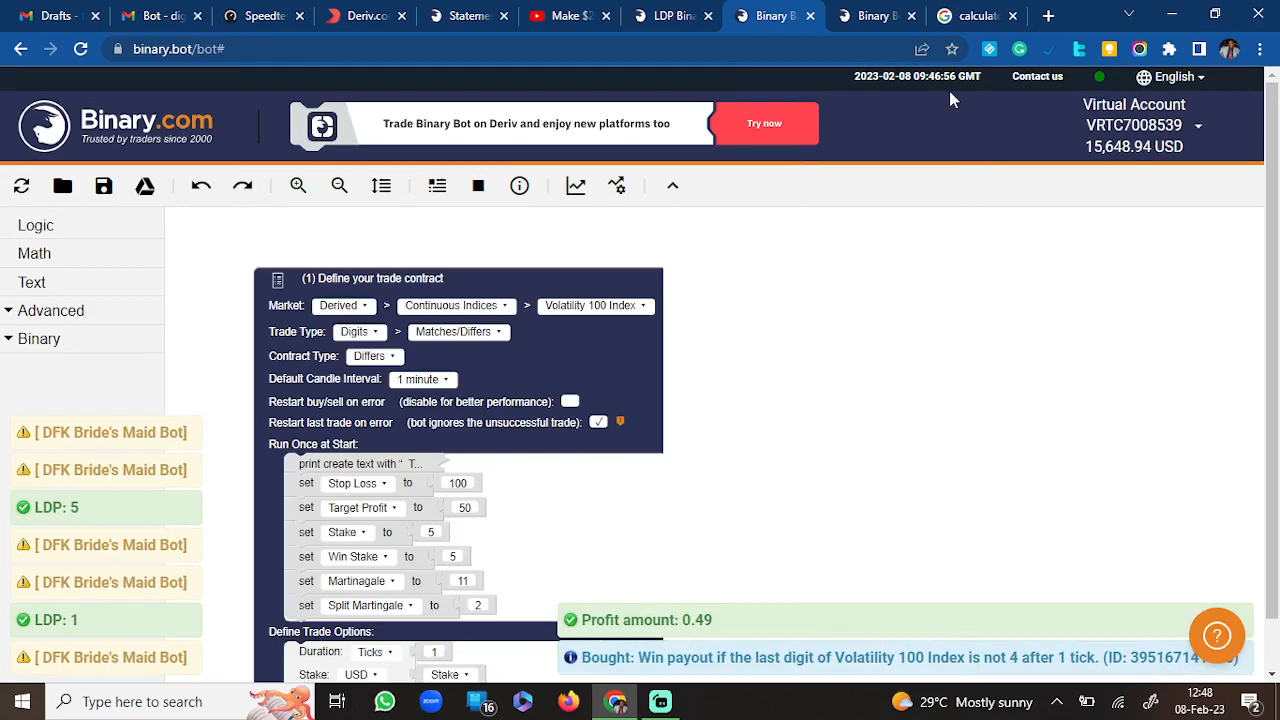 Gmail
Bot - dig
Speedte
Deriv.co
Stateme
Make $2
LDP Bin
Binary B
Binary B
calculato
binary.bot/bot#
2023-02-08 09:46:56 GMT
Contact us
English
Binary.com
Trusted by traders since 2000
Trade Binary Bot on Deriv and enjoy new platforms too
Try now
Virtual Account
VRTC7008539
15,648.94 USD
Logic
Math
Text
Advanced
Binary
(1) Define your trade contract
Market: Derived > Continuous Indices > Volatility 100 Index
Trade Type: Digits > Matches/Differs
Contract Type: Differs
Default Candle Interval: 1 minute
Restart buy/sell on error (disable for better performance):
Restart last trade on error (bot ignores the unsuccessful trade): ✓
Run Once at Start:
print create text with “ T...
set Stop Loss to 100
set Target Profit to 50
set Stake to 5
set Win Stake to 5
set Martinagale to 11
set Split Martingale to 2
Define Trade Options:
Duration: Ticks 1
Stake: USD Stake
[ DFK Bride's Maid Bot]
[ DFK Bride's Maid Bot]
LDP: 5
[ DFK Bride's Maid Bot]
[ DFK Bride's Maid Bot]
LDP: 1
[ DFK Bride's Maid Bot]
Profit amount: 0.49
Bought: Win payout if the last digit of Volatility 100 Index is not 4 after 1 tick. (ID:
?
Type here to search
zoom
16
29°C Mostly sunny
12:48
08-Feb-23
2